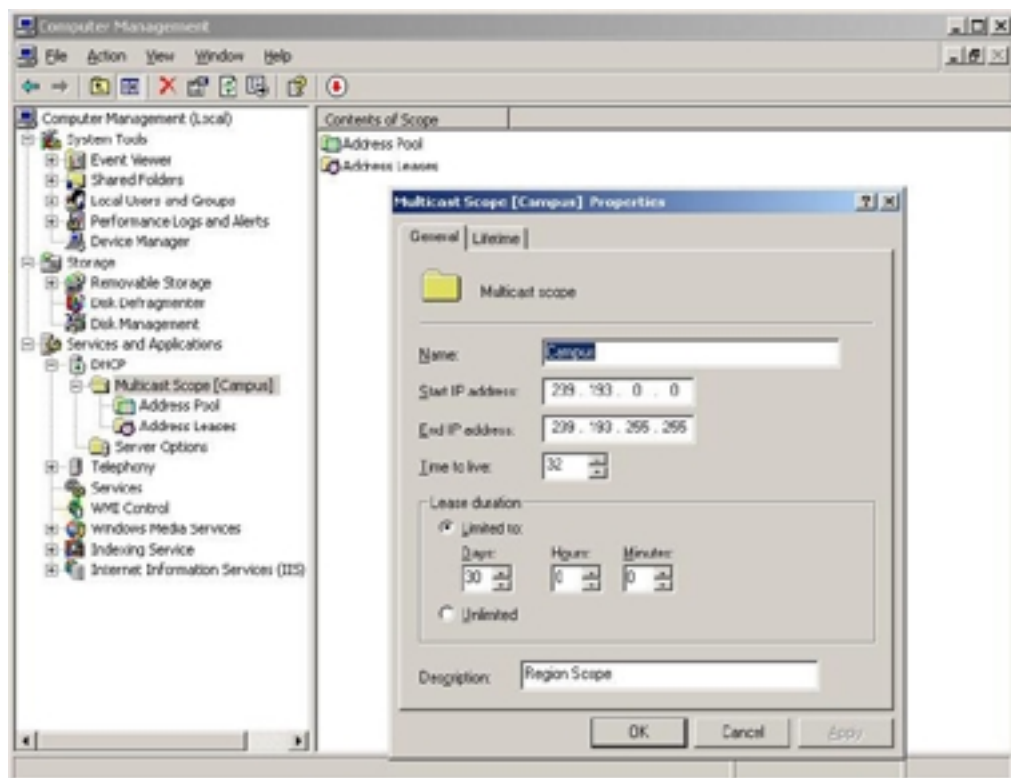 Computer Management
File Action View Window Help
Computer Management (Local)
System Tools
Event Viewer
Shared Folders
Local Users and Groups
Performance Logs and Alerts
Device Manager
Storage
Removable Storage
Disk Defragmenter
Disk Management
Services and Applications
DHCP
Multicast Scope [Campus]
Address Pool
Address Leases
Server Options
Telephony
Services
WMI Control
Windows Media Services
Indexing Service
Internet Information Services (IIS)
Contents of Scope
Address Pool
Address Leases
Multicast Scope [Campus] Properties
General Lifetime
Multicast scope
Name: Campus
Start IP address: 239 . 193 . 0 . 0
End IP address: 239 . 193 . 255 . 255
Time to live: 32
Lease duration
Limited to:
Days: Hours: Minutes:
30 0 0
Unlimited
Description: Region Scope
OK Cancel Apply